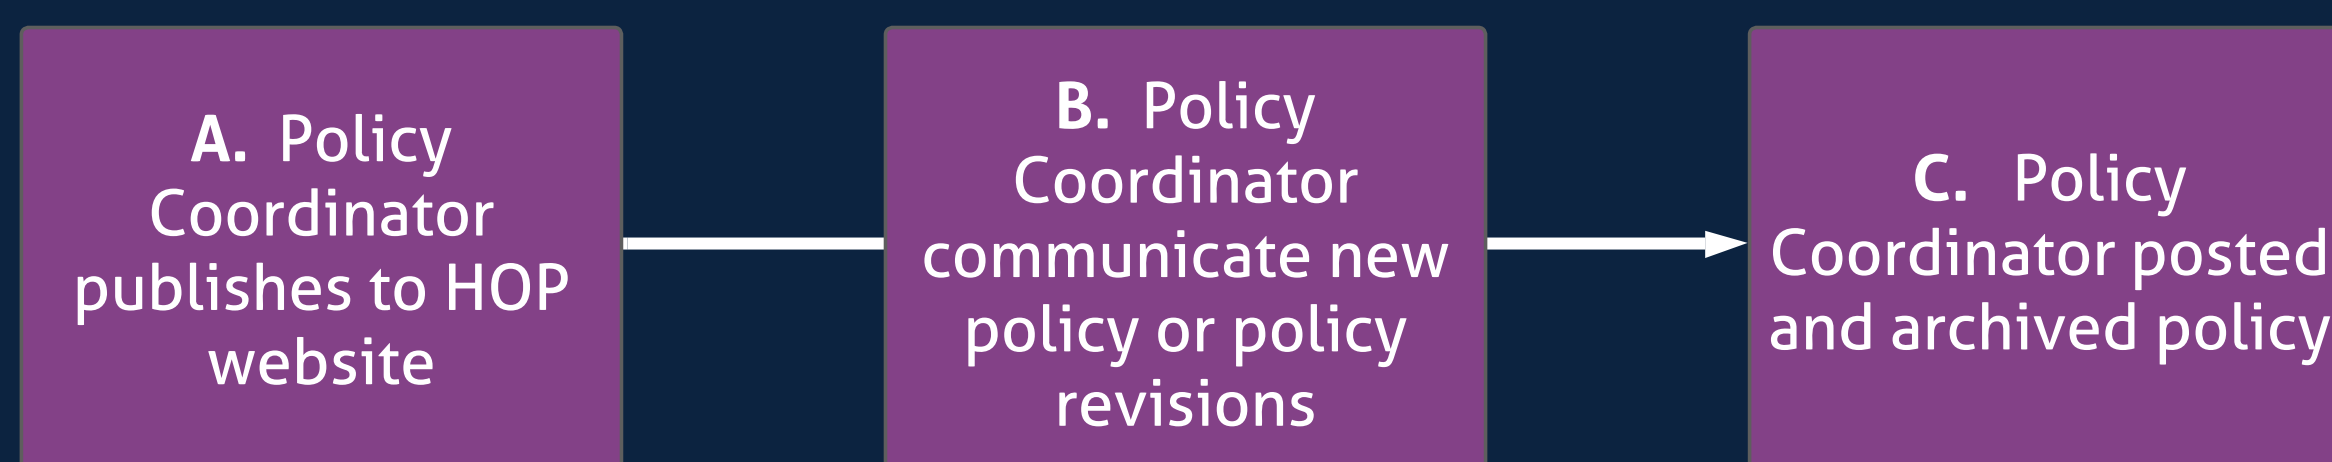 A. Policy
Coordinator
publishes to HOP
website
B. Policy
Coordinator
communicate new
policy or policy
revisions
C. Policy
Coordinator posted
and archived policy